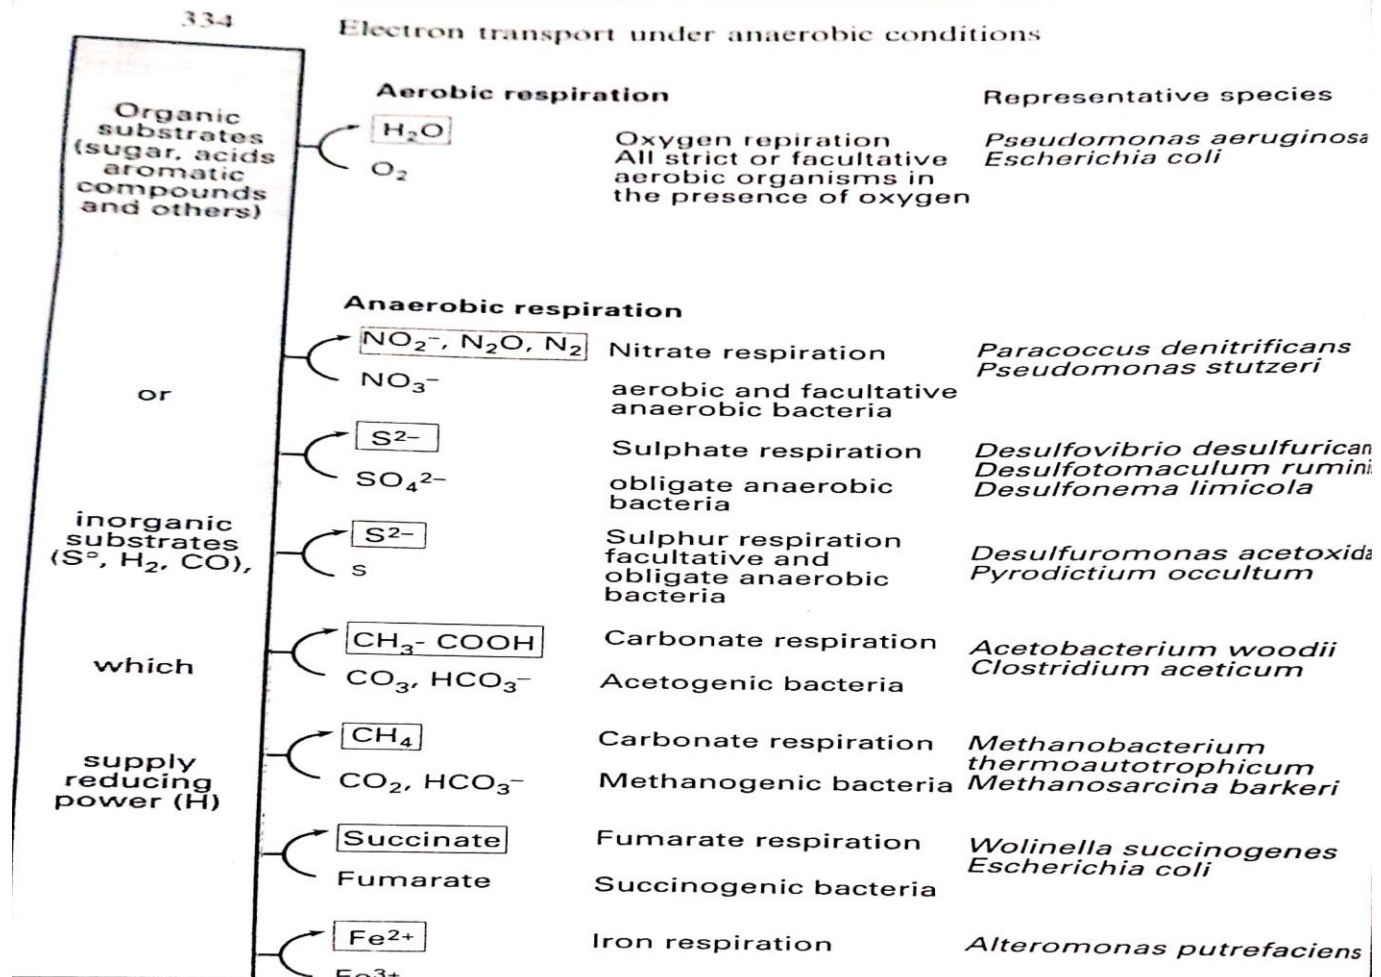 334
Electron transport under anaerobic conditions
Organic
substrates
(sugar, acids
aromatic
compounds
and others)
or
inorganic
substrates
(S°, H₂, CO),
which
supply
reducing
power (H)
Aerobic respiration
Representative species
H₂O
O₂
Oxygen repiration
All strict or facultative
aerobic organisms in
the presence of oxygen
Pseudomonas aeruginosa
Escherichia coli
Anaerobic respiration
NO₂⁻, N₂O, N₂
NO₃⁻
Nitrate respiration
aerobic and facultative
anaerobic bacteria
Paracoccus denitrificans
Pseudomonas stutzeri
S²⁻
SO₄²⁻
Sulphate respiration
obligate anaerobic
bacteria
Desulfovibrio desulfurican
Desulfotomaculum rumini
Desulfonema limicola
S²⁻
S
Sulphur respiration
facultative and
obligate anaerobic
bacteria
Desulfuromonas acetoxida
Pyrodictium occultum
CH₃- COOH
CO₃, HCO₃⁻
Carbonate respiration
Acetogenic bacteria
Acetobacterium woodii
Clostridium aceticum
CH₄
CO₂, HCO₃⁻
Carbonate respiration
Methanogenic bacteria
Methanobacterium
thermoautotrophicum
Methanosarcina barkeri
Succinate
Fumarate
Fumarate respiration
Succinogenic bacteria
Wolinella succinogenes
Escherichia coli
Fe²⁺
Fe³⁺
Iron respiration
Alteromonas putrefaciens